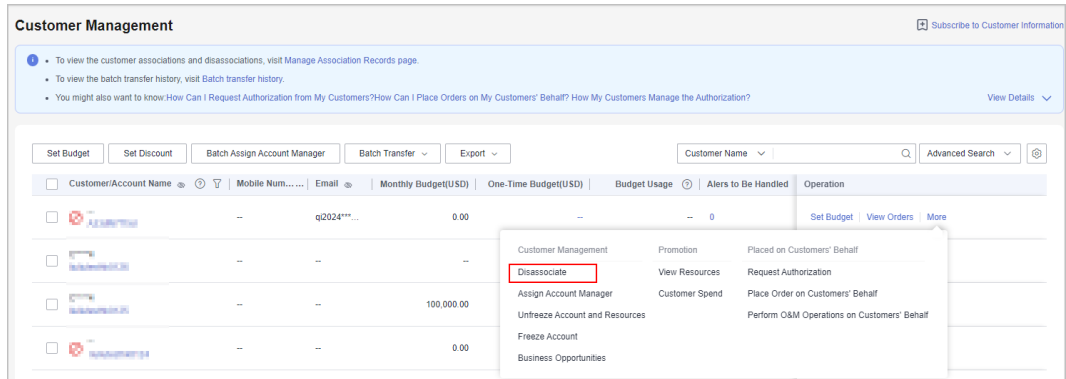 Customer Management
Subscribe to Customer Information
To view the customer associations and disassociations, visit Manage Association Records page.
To view the batch transfer history, visit Batch transfer history.
You might also want to know:How Can I Request Authorization from My Customers?How Can I Place Orders on My Customers' Behalf? How My Customers Manage the Authorization?
View Details
Set Budget Set Discount Batch Assign Account Manager Batch Transfer Export Customer Name Advanced Search
Customer/Account Name Mobile Num... ... Email Monthly Budget(USD) One-Time Budget(USD) Budget Usage Alers to Be Handled Operation
-- qi2024***... 0.00 -- -- 0 Set Budget View Orders More
Customer Management Promotion Placed on Customers' Behalf
-- -- --
Disassociate View Resources Request Authorization
Assign Account Manager Customer Spend Place Order on Customers' Behalf
-- -- 100,000.00
Unfreeze Account and Resources Perform O&M Operations on Customers' Behalf
Freeze Account
-- -- 0.00
Business Opportunities